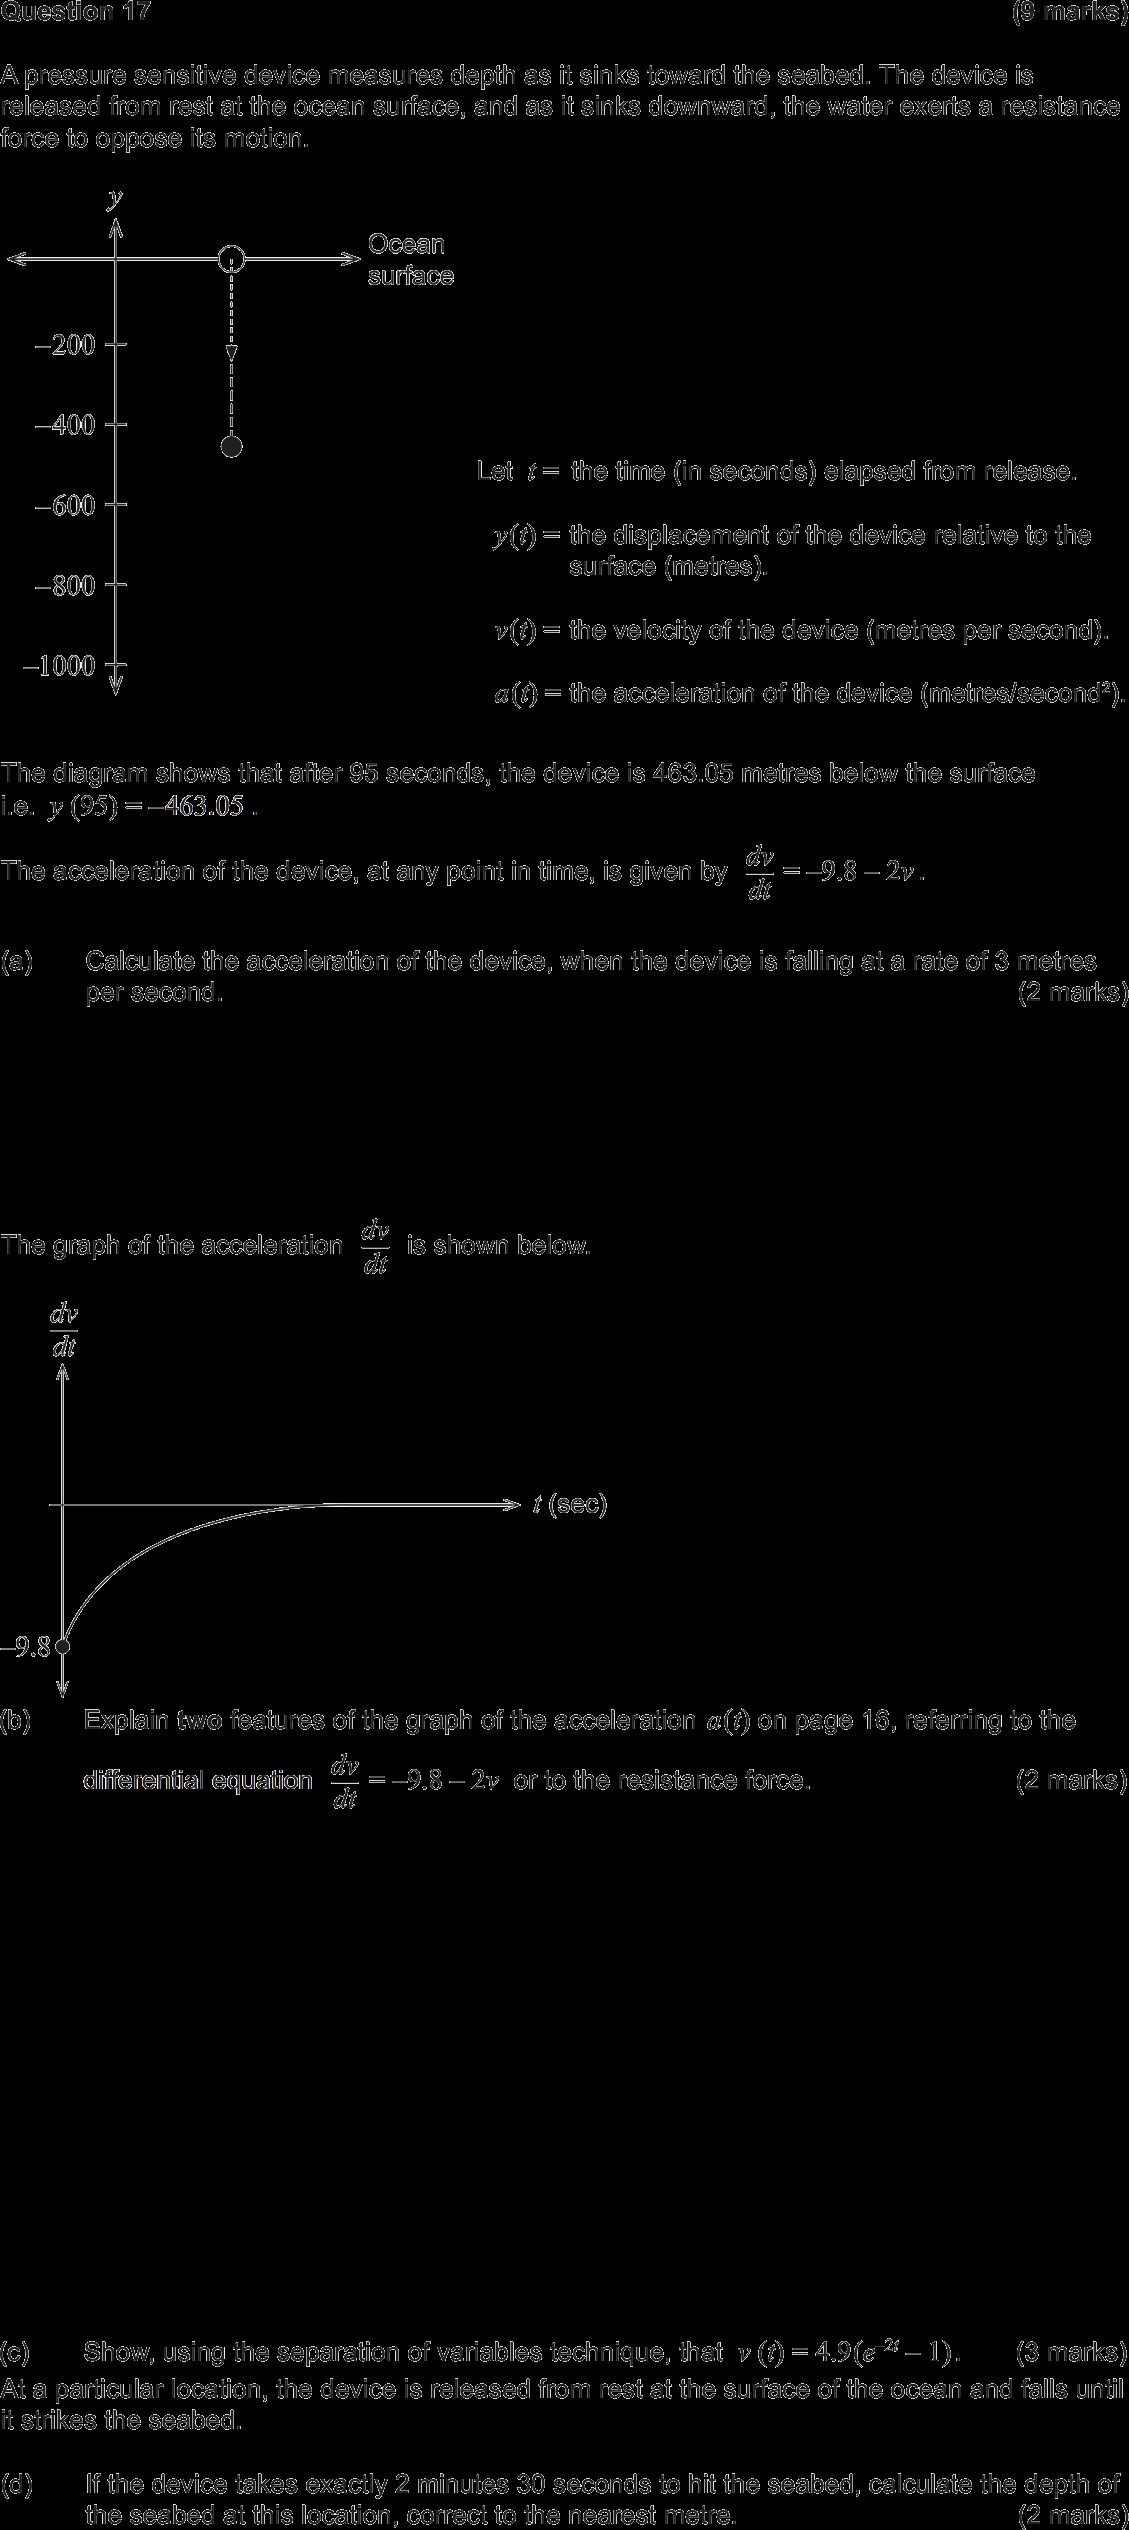 Question 17 (9 marks)
A pressure sensitive device measures depth as it sinks toward the seabed. The device is
released from rest at the ocean surface, and as it sinks downward, the water exerts a resistance
force to oppose its motion.
y
Ocean
surface
–200
–400
–600
–800
–1000
Let t = the time (in seconds) elapsed from release.
y(t) = the displacement of the device relative to the
surface (metres).
v(t) = the velocity of the device (metres per second).
a(t) = the acceleration of the device (metres/second²).
The diagram shows that after 95 seconds, the device is 463.05 metres below the surface
i.e. y (95) = –463.05 .
The acceleration of the device, at any point in time, is given by dv/dt = –9.8 – 2v .
(a) Calculate the acceleration of the device, when the device is falling at a rate of 3 metres
per second. (2 marks)
The graph of the acceleration dv/dt is shown below.
dv/dt
t (sec)
–9.8
(b) Explain two features of the graph of the acceleration a(t) on page 16, referring to the
differential equation dv/dt = –9.8 – 2v or to the resistance force. (2 marks)
(c) Show, using the separation of variables technique, that v (t) = 4.9(e⁻²ᵗ – 1). (3 marks)
At a particular location, the device is released from rest at the surface of the ocean and falls until
it strikes the seabed.
(d) If the device takes exactly 2 minutes 30 seconds to hit the seabed, calculate the depth of
the seabed at this location, correct to the nearest metre. (2 marks)